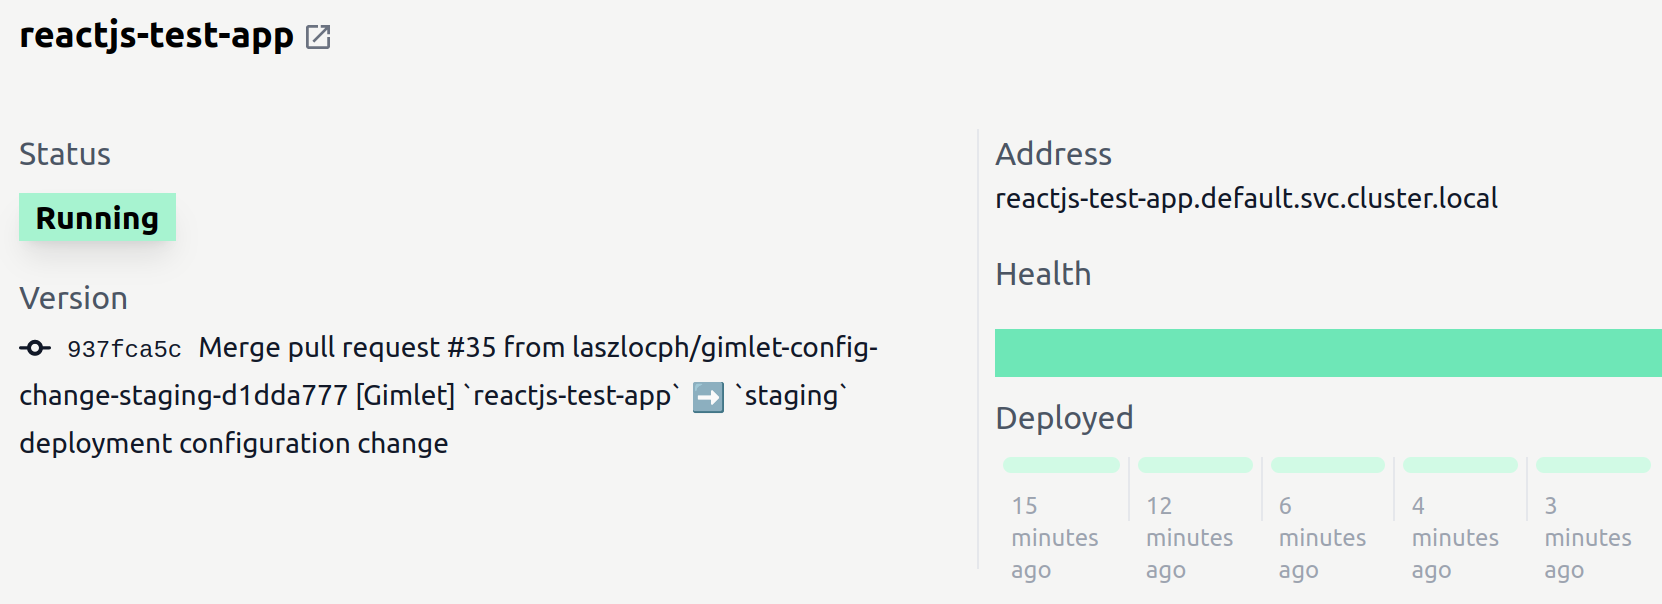 reactjs-test-app
Status
Running
Version
937fca5c Merge pull request #35 from laszlocph/gimlet-config-
change-staging-d1dda777 [Gimlet] `reactjs-test-app` ➡️ `staging`
deployment configuration change
Address
reactjs-test-app.default.svc.cluster.local
Health
Deployed
15 minutes ago
12 minutes ago
6 minutes ago
4 minutes ago
3 minutes ago